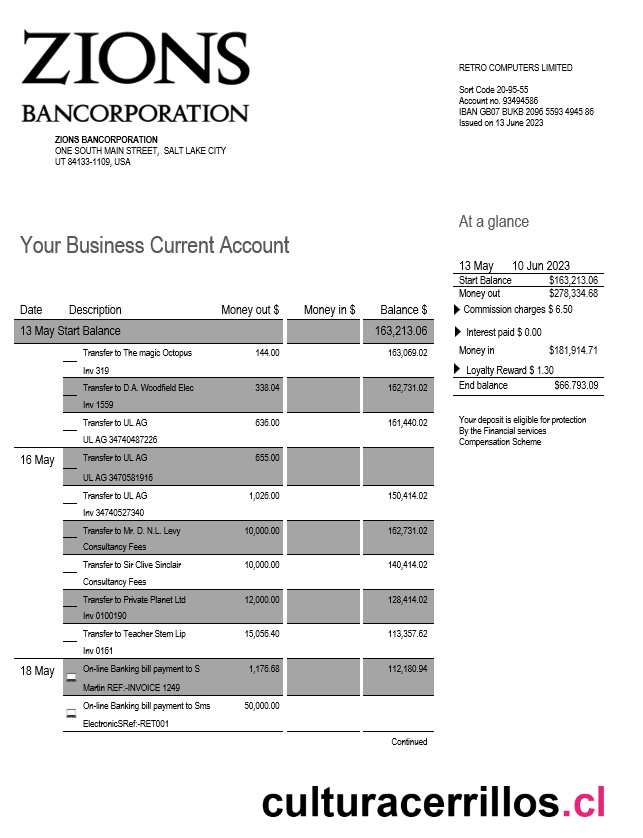 ZIONS
BANCORPORATION
ZIONS BANCORPORATION
ONE SOUTH MAIN STREET, SALT LAKE CITY
UT 84133-1109, USA
RETRO COMPUTERS LIMITED
Sort Code 20-95-55
Account no. 93494586
IBAN GB07 BUKB 2096 5593 4945 86
Issued on 13 June 2023
At a glance
13 May 10 Jun 2023
Start Balance $163,213.06
Money out $278,334.68
Commission charges $ 6.50
Interest paid $ 0.00
Money in $181,914.71
Loyalty Reward $ 1.30
End balance $66.793.09
Your deposit is eligible for protection
By the Financial services
Compensation Scheme
Your Business Current Account
Date Description Money out $ Money in $ Balance $
13 May Start Balance 163,213.06
Transfer to The magic Octopus 144.00 163,069.02
Inv 319
Transfer to D.A. Woodfield Elec 338.04 162,731.02
Inv 1559
Transfer to UL AG 636.00 161,440.02
UL AG 34740487226
16 May Transfer to UL AG 655.00
UL AG 3470581916
Transfer to UL AG 1,026.00 150,414.02
Inv 34740527340
Transfer to Mr. D. N.L. Levy 10,000.00 162,731.02
Consultancy Fees
Transfer to Sir Clive Sinclair 10,000.00 140,414.02
Consultancy Fees
Transfer to Private Planet Ltd 12,000.00 128,414.02
Inv 0100190
Transfer to Teacher Stem Lip 15,056.40 113,357.62
Inv 0161
18 May On-line Banking bill payment to S 1,176.68 112,180.94
Martin REF:-INVOICE 1249
On-line Banking bill payment to Sms 50,000.00
ElectronicSRef:-RET001
Continued
culturacerrillos.cl